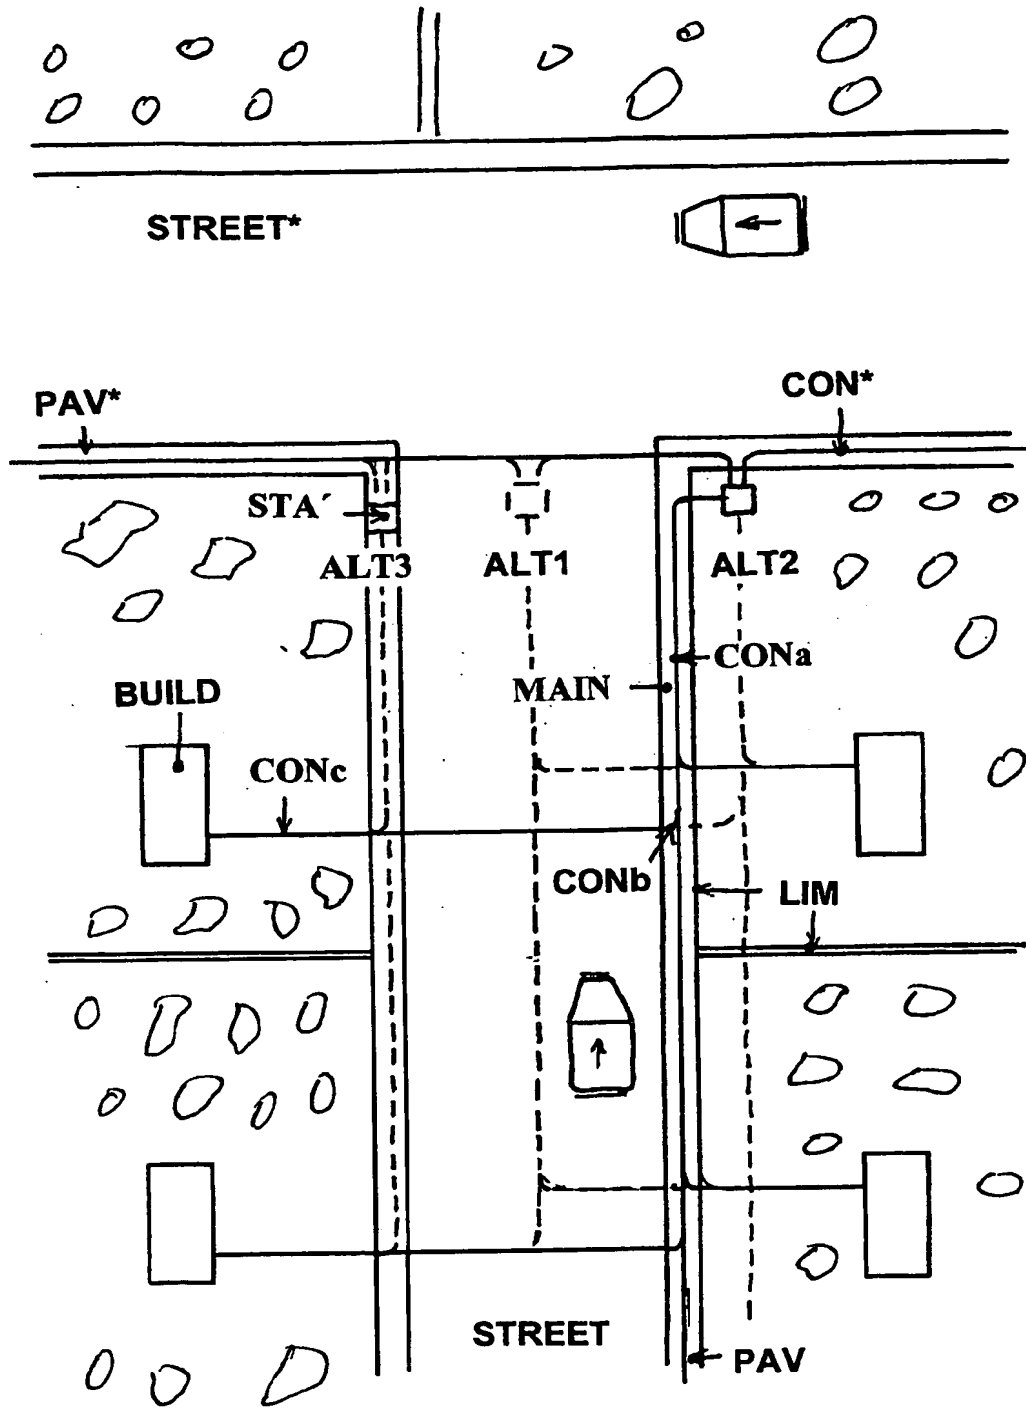 STREET*
PAV*
CON*
STA´
ALT3
ALT1
ALT2
CONa
MAIN
BUILD
CONc
CONb
LIM
STREET
PAV